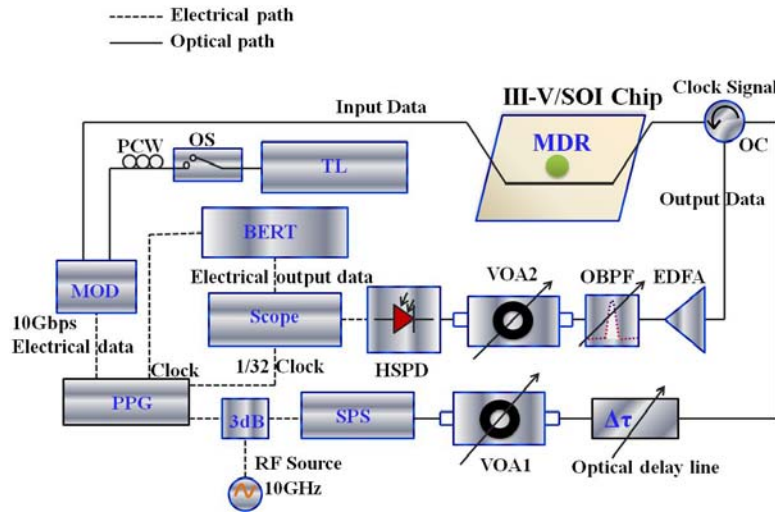 Electrical path
Optical path
Clock Signal
III-V/SOI Chip
Input Data
OS
PCW
MDR
OC
TL
Output Data
BERT
Electrical output data
VOA2
OBPF
EDFA
MOD
Scope
10Gbps
Electrical data
Clock
1/32 Clock
HSPD
PPG
3dB
SPS
Δτ
RF Source
VOA1
Optical delay line
10GHz